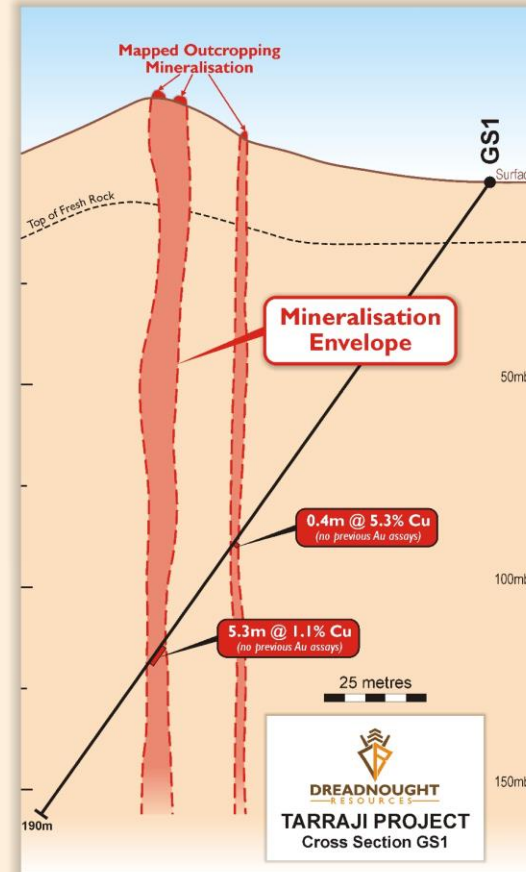 Mapped Outcropping
Mineralisation
GS1
Surfac
Top of Fresh Rock
Mineralisation
Envelope
50mb
0.4m @ 5.3% Cu
(no previous Au assays)
100mb
5.3m @ 1.1% Cu
(no previous Au assays)
25 metres
DREADNOUGHT
RESOURCES
TARRAJI PROJECT
Cross Section GS1
150mb
190m